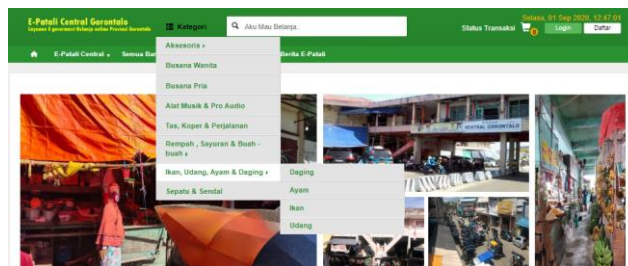 Selasa, 01 Sep 2020, 12:47:01
E-Patali Central Gorontalo
Layanan E-government Belanja online Provinsi Gorontalo
Kategori
Aku Mau Belanja..
Status Transaksi
0
Login
Daftar
E-Patali Central
Semua Bar
Berita E-Patali
Aksesoris
Busana Wanita
Busana Pria
Alat Musik & Pro Audio
Tas, Koper & Perjalanan
Rempah , Sayuran & Buah -
buah
Ikan, Udang, Ayam & Daging
Sepatu & Sendal
Daging
Ayam
Ikan
Udang
SENTRAL GORONTALO